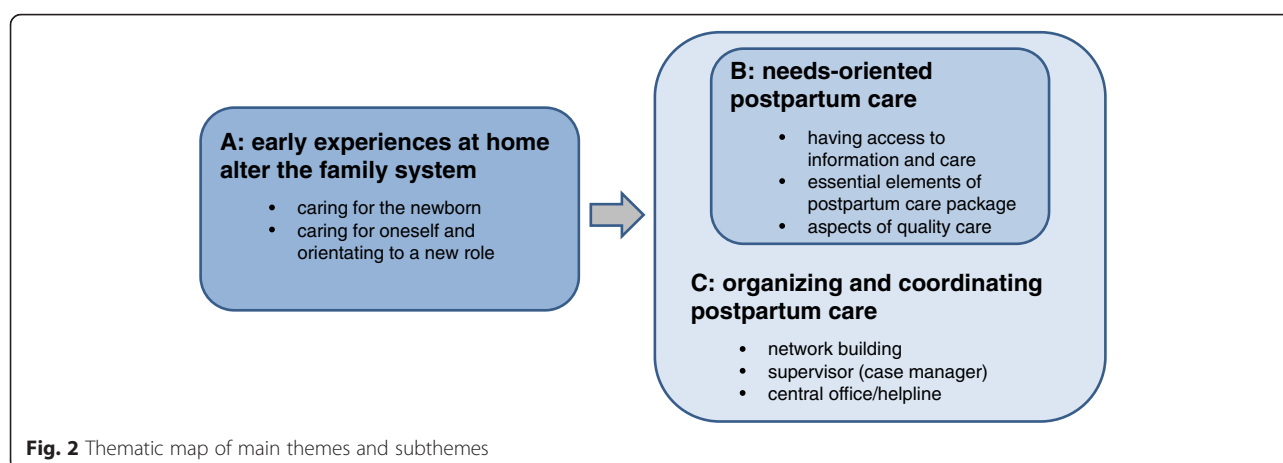 A: early experiences at home
alter the family system
• caring for the newborn
• caring for oneself and
orientating to a new role
B: needs-oriented
postpartum care
• having access to
information and care
• essential elements of
postpartum care package
• aspects of quality care
C: organizing and coordinating
postpartum care
• network building
• supervisor (case manager)
• central office/helpline
Fig. 2 Thematic map of main themes and subthemes